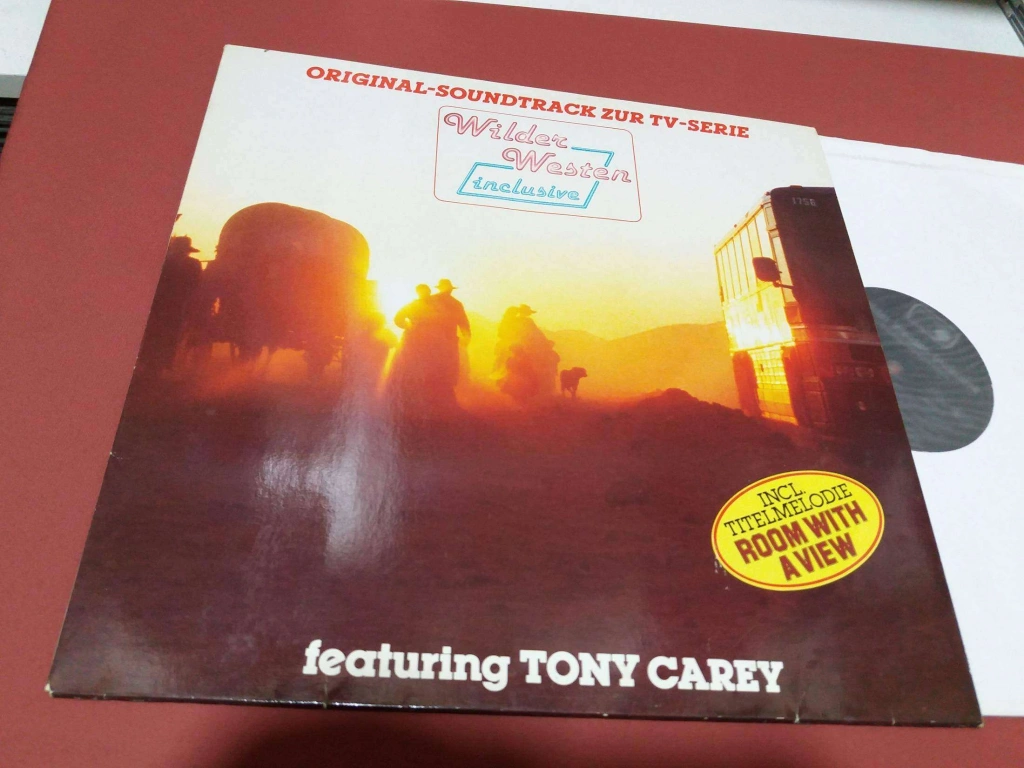 ORIGINAL-SOUNDTRACK ZUR TV-SERIE
Wilder
Westen
inclusive
INCL.
TITELMELODIE
ROOM WITH
A VIEW
featuring TONY CAREY